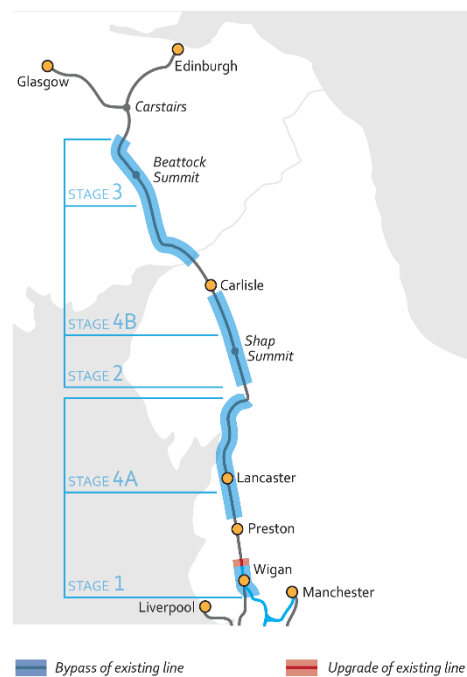 Edinburgh
Glasgow
Carstairs
Beattock
Summit
STAGE 3
Carlisle
STAGE 4B
Shap
Summit
STAGE 2
STAGE 4A
Lancaster
Preston
Wigan
STAGE 1
Manchester
Liverpool
Bypass of existing line
Upgrade of existing line